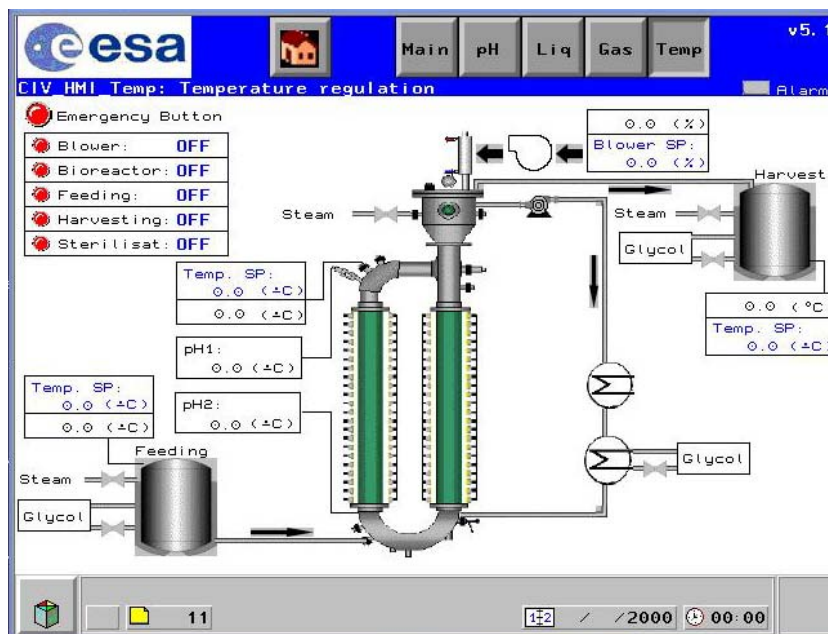 esa
Main
pH
Liq
Gas
Temp
v5.1
CIV_HMI_Temp: Temperature regulation
Alarm
Emergency Button
Blower: OFF
Bioreactor: OFF
Feeding: OFF
Harvesting: OFF
Sterilisat: OFF
0.0 (%)
Blower SP:
0.0 (%)
Harvest
Steam
Steam
Glycol
Temp. SP:
0.0 (±C)
0.0 (±C)
0.0 (°C
Temp. SP:
0.0 (±C
pH1:
0.0 (±C)
Temp. SP:
0.0 (±C)
0.0 (±C)
pH2:
0.0 (±C)
Feeding
Glycol
Steam
Glycol
11
1 2 / /2000
00:00